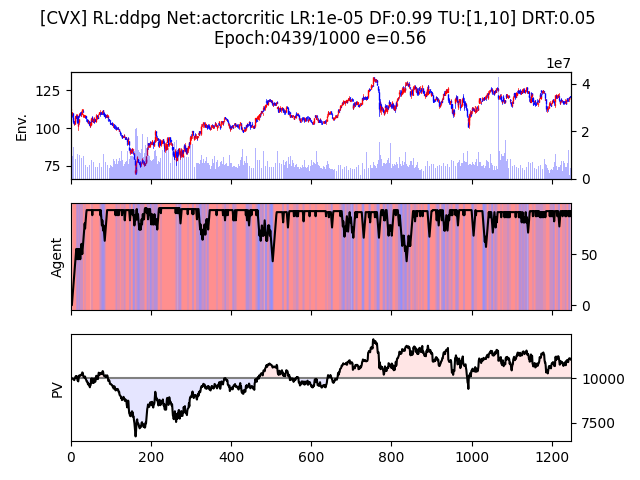 [CVX] RL:ddpg Net:actorcritic LR:1e-05 DF:0.99 TU:[1,10] DRT:0.05
Epoch:0439/1000 e=0.56
1e7
125
100
75
Env.
4
2
0
Agent
50
0
PV
10000
7500
0 200 400 600 800 1000 1200